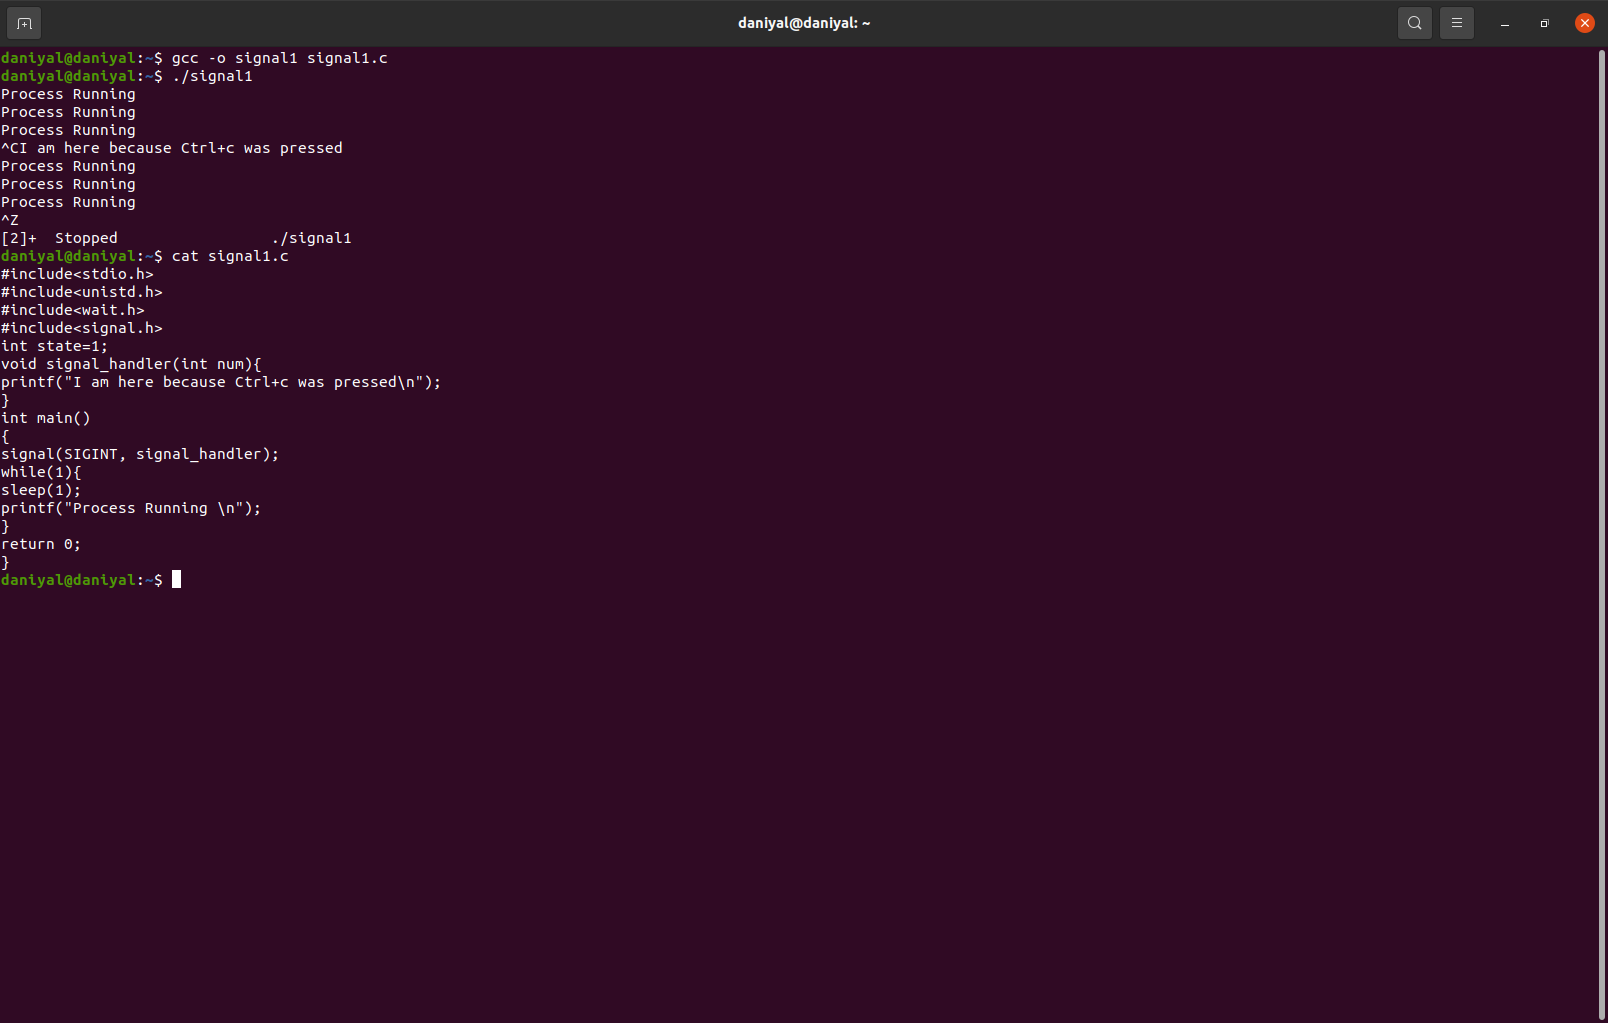 daniyal@daniyal: ~
daniyal@daniyal:~$ gcc -o signal1 signal1.c
daniyal@daniyal:~$ ./signal1
Process Running
Process Running
Process Running
^CI am here because Ctrl+c was pressed
Process Running
Process Running
Process Running
^Z
[2]+  Stopped                 ./signal1
daniyal@daniyal:~$ cat signal1.c
#include<stdio.h>
#include<unistd.h>
#include<wait.h>
#include<signal.h>
int state=1;
void signal_handler(int num){
printf("I am here because Ctrl+c was pressed\n");
}
int main()
{
signal(SIGINT, signal_handler);
while(1){
sleep(1);
printf("Process Running \n");
}
return 0;
}
daniyal@daniyal:~$